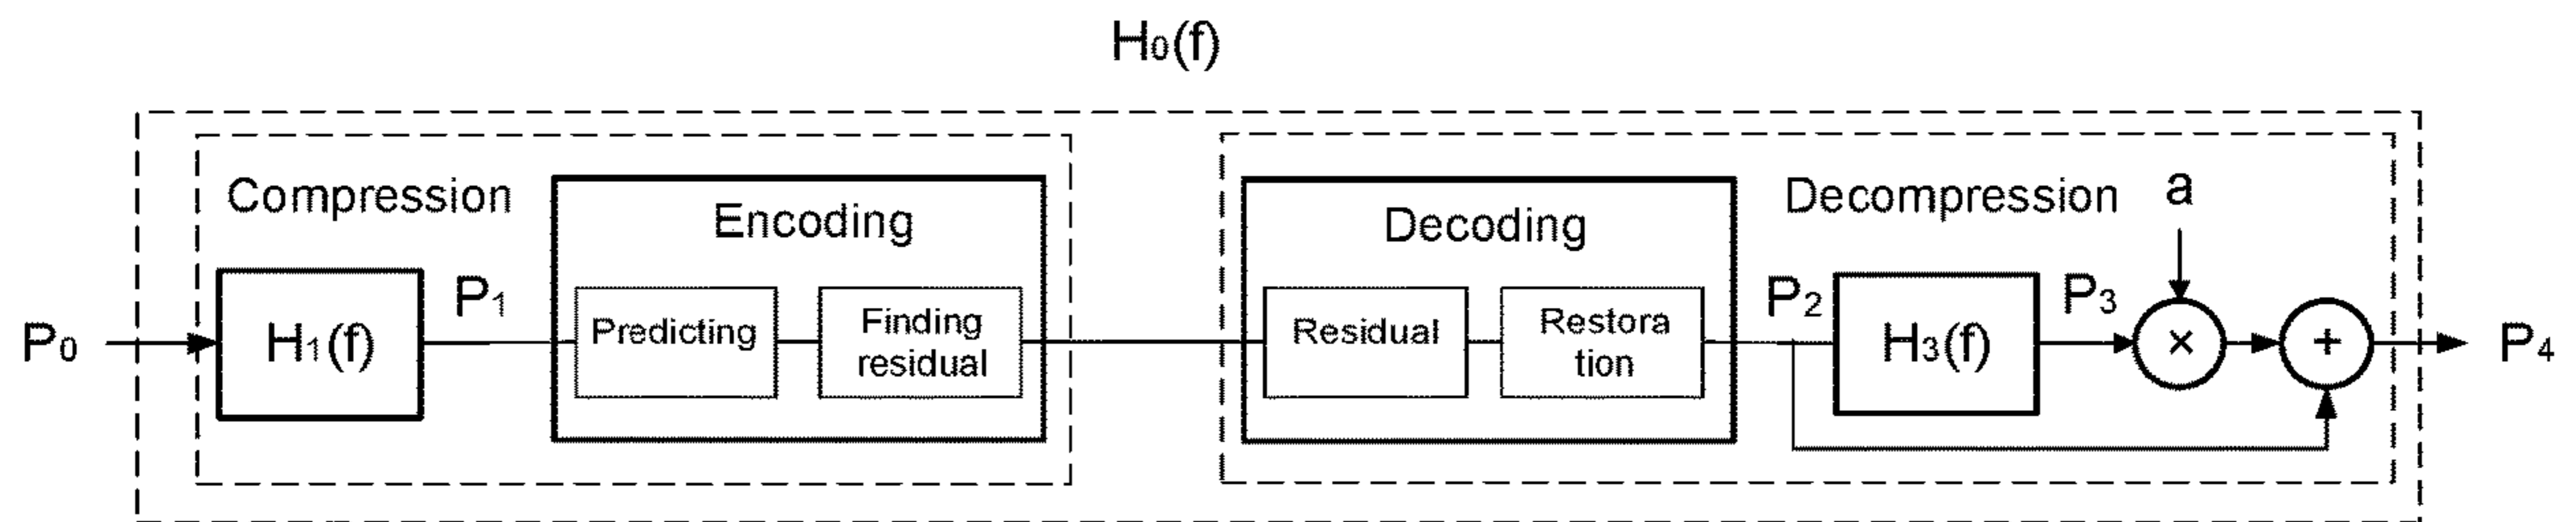 H₀(f)
Compression
Encoding
Decoding
Decompression
a
P₀
H₁(f)
P₁
Predicting
Finding
residual
Residual
Restora
tion
P₂
H₃(f)
P₃
×
+
P₄